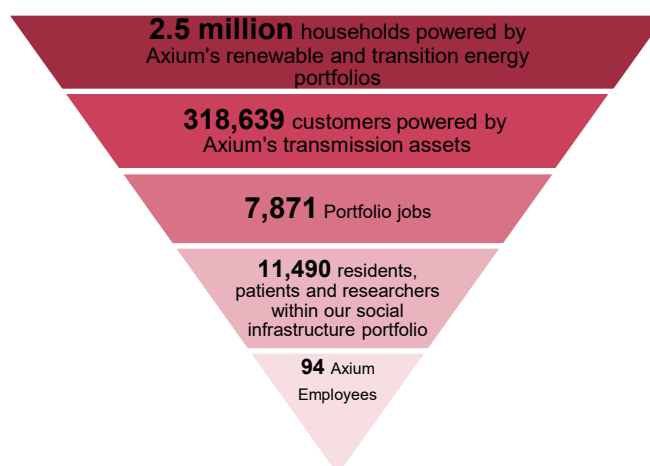 2.5 million households powered by
Axium's renewable and transition energy
portfolios
318,639 customers powered by
Axium's transmission assets
7,871 Portfolio jobs
11,490 residents,
patients and researchers
within our social
infrastructure portfolio
94 Axium
Employees